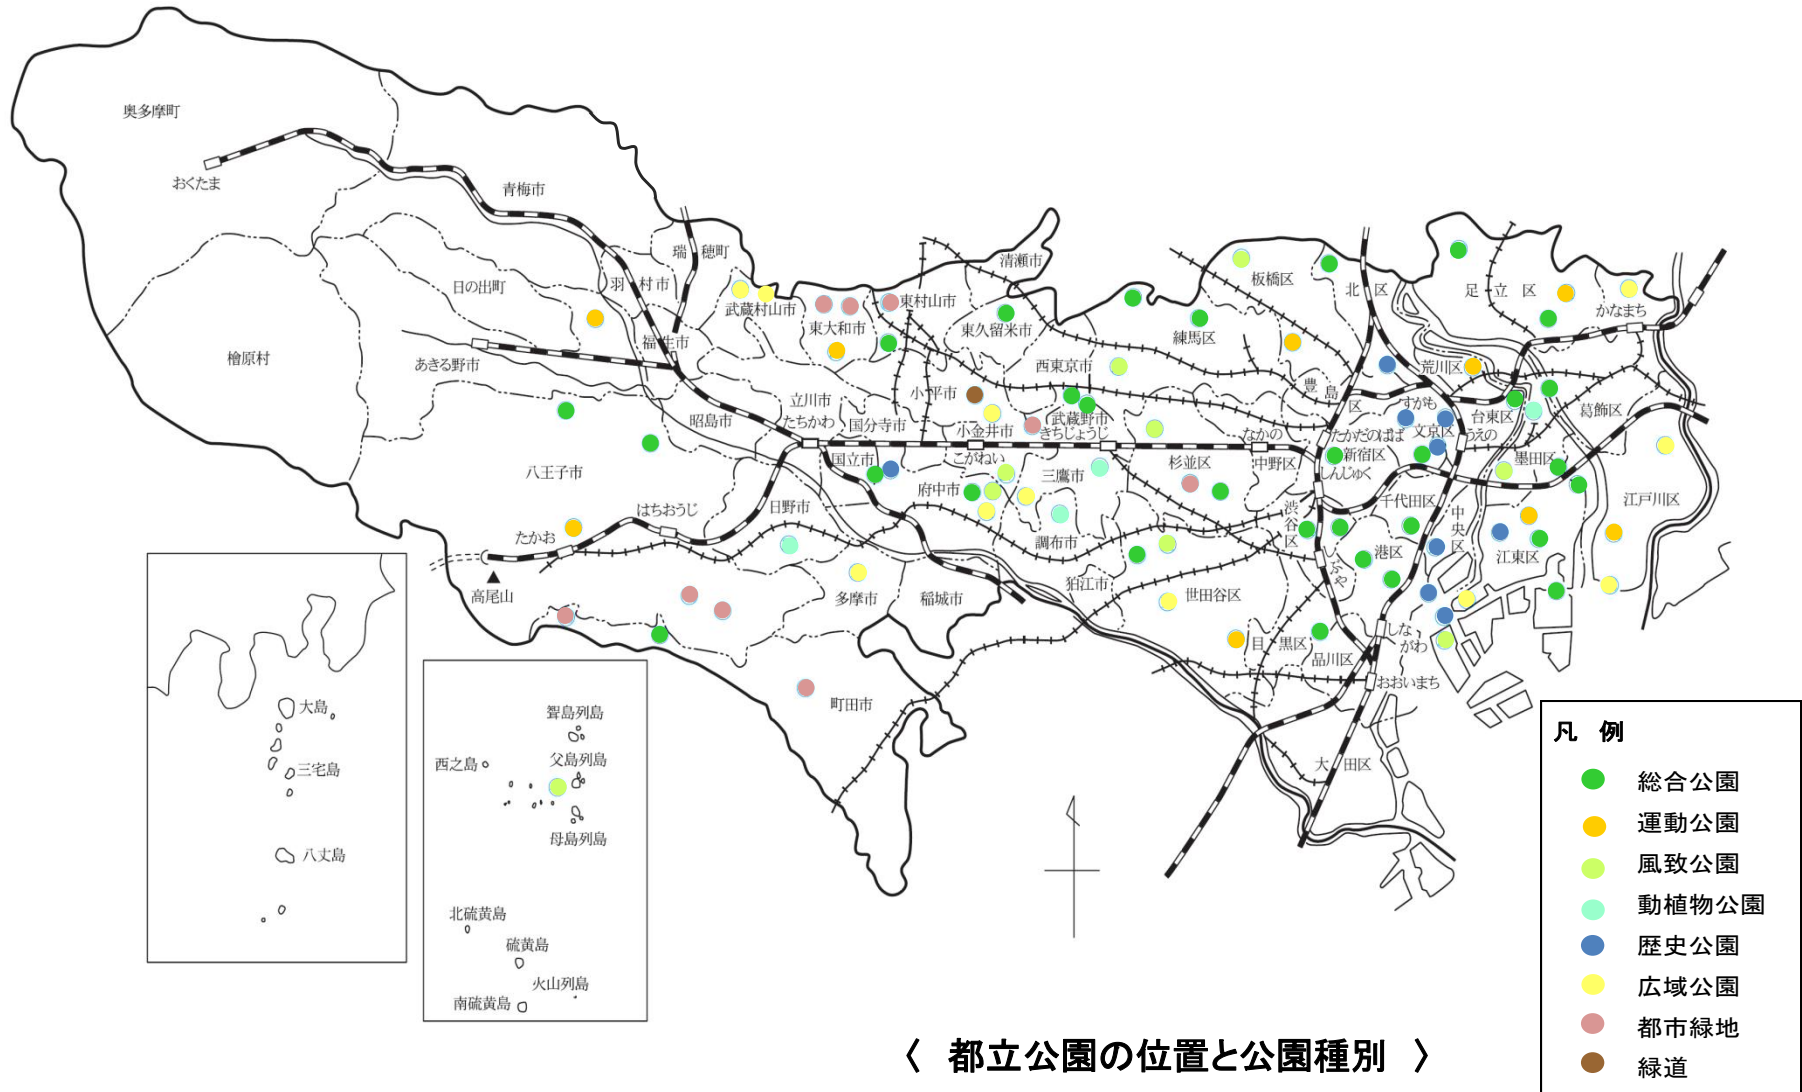 奥多摩町
おくたま
青梅市
瑞穂町
清瀬市
日の出町
羽村市
武蔵村山市
東村山市
東大和市
東久留米市
板橋区
北区
足立区
かなまち
練馬区
檜原村
あきる野市
福生市
西東京市
荒川区
豊島区
すがも
台東区
葛飾区
昭島市
立川市
たちかわ
小平市
国分寺市
小金井市
武蔵野市
きちじょうじ
なかの
たかだのばば
文京区
うえの
八王子市
国立市
こがねい
三鷹市
杉並区
中野区
新宿区
しんじゅく
墨田区
はちおうじ
日野市
府中市
千代田区
江戸川区
たかお
調布市
渋谷区
中央区
港区
江東区
しぶや
高尾山
多摩市
稲城市
狛江市
世田谷区
目黒区
品川区
しながわ
おおいまち
町田市
大田区
大島
三宅島
八丈島
聟島列島
西之島
父島列島
母島列島
北硫黄島
硫黄島
火山列島
南硫黄島
凡 例
総合公園
運動公園
風致公園
動植物公園
歴史公園
広域公園
都市緑地
緑道
〈 都立公園の位置と公園種別 〉